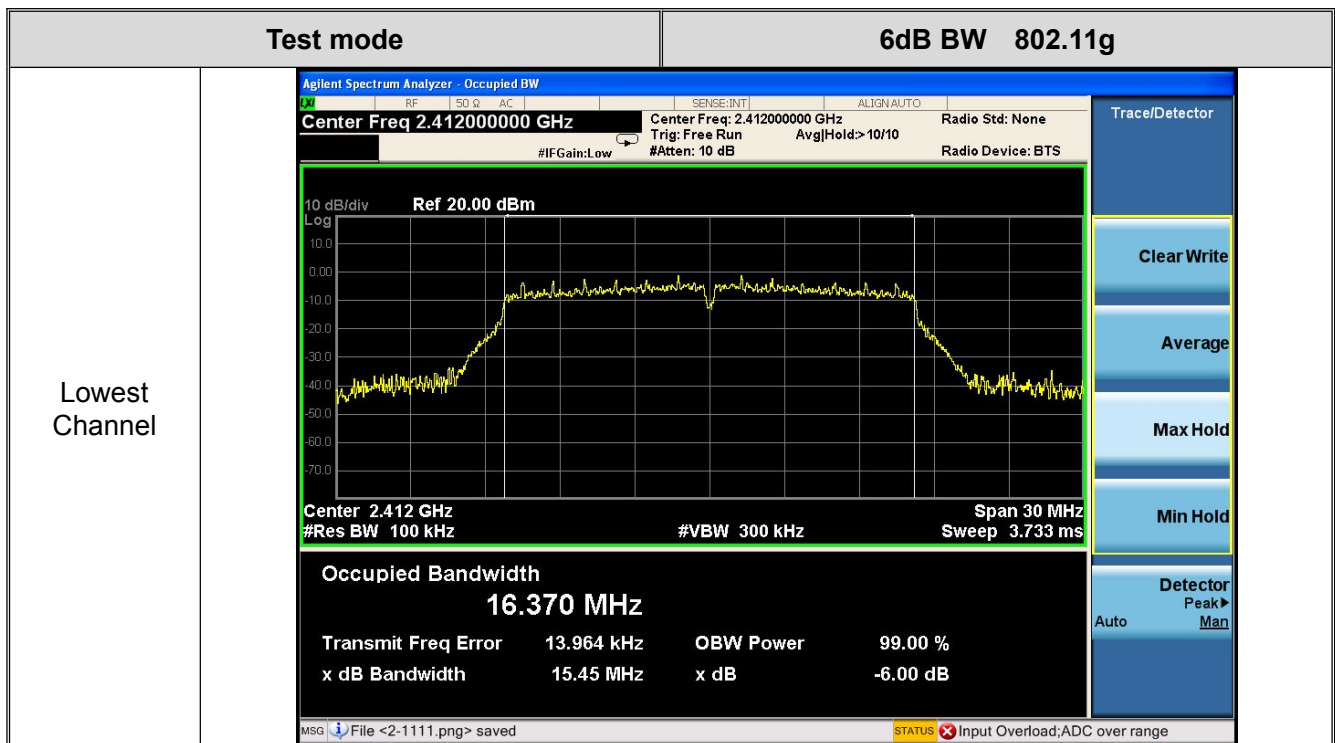 Test mode
6dB BW 802.11g
Lowest
Channel
Agilent Spectrum Analyzer - Occupied BW
LXI RF 50 Ω AC SENSE:INT ALIGN AUTO
Center Freq 2.412000000 GHz
Center Freq: 2.412000000 GHz
Radio Std: None
Trig: Free Run Avg|Hold:>10/10
#IFGain:Low
#Atten: 10 dB
Radio Device: BTS
10 dB/div Ref 20.00 dBm
Log
10.0
0.00
-10.0
-20.0
-30.0
-40.0
-50.0
-60.0
-70.0
Center 2.412 GHz
Span 30 MHz
#Res BW 100 kHz
#VBW 300 kHz
Sweep 3.733 ms
Occupied Bandwidth
16.370 MHz
Transmit Freq Error 13.964 kHz OBW Power 99.00 %
x dB Bandwidth 15.45 MHz x dB -6.00 dB
MSG File <2-1111.png> saved
STATUS Input Overload;ADC over range
Trace/Detector
Clear Write
Average
Max Hold
Min Hold
Detector
Peak▶
Auto Man